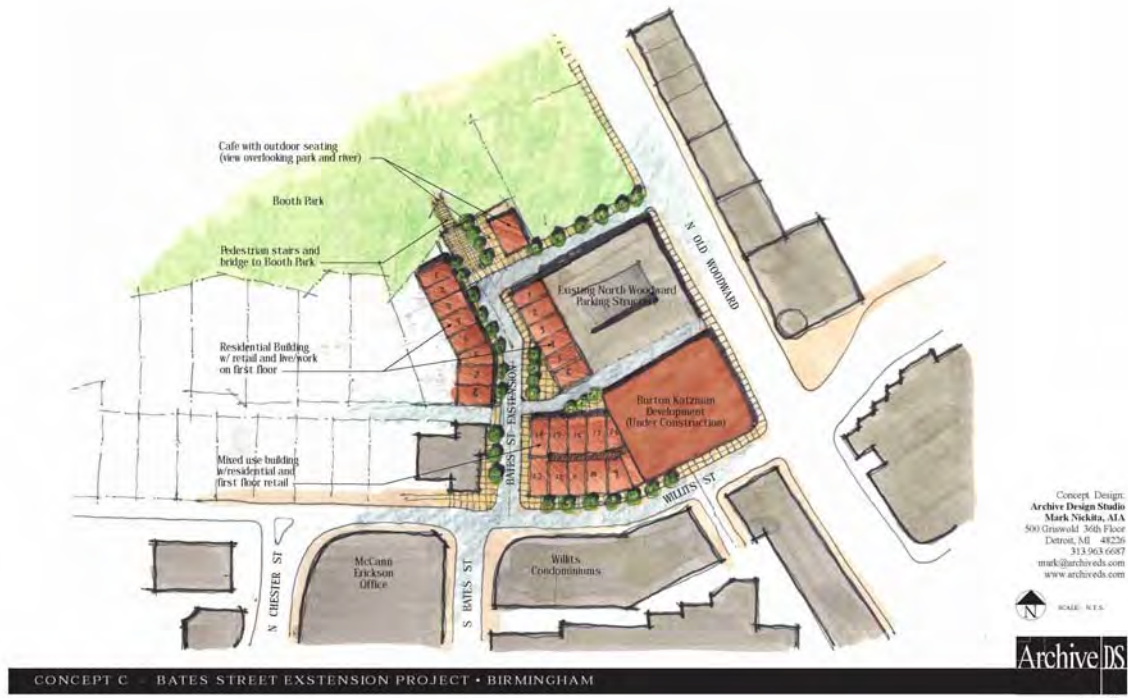 Cafe with outdoor seating
(view overlooking park and river)
Booth Park
Pedestrian stairs and
bridge to Booth Park
Residential Building
w/ retail and live/work
on first floor
Mixed use building
w/residential and
first floor retail
Existing North Woodward
Parking Structure
Burton Katzman
Development
(Under Construction)
N OLD WOODWARD
BATES ST EXSTENSION
WILLITS ST
N CHESTER ST
S BATES ST
McCann
Erickson
Office
Willits
Condominiums
Concept Design:
Archive Design Studio
Mark Nickita, AIA
500 Griswold 36th Floor
Detroit, MI 48226
313.963.6687
mark@archiveds.com
www.archiveds.com
N
SCALE: N.T.S.
Archive DS
CONCEPT C - BATES STREET EXSTENSION PROJECT • BIRMINGHAM